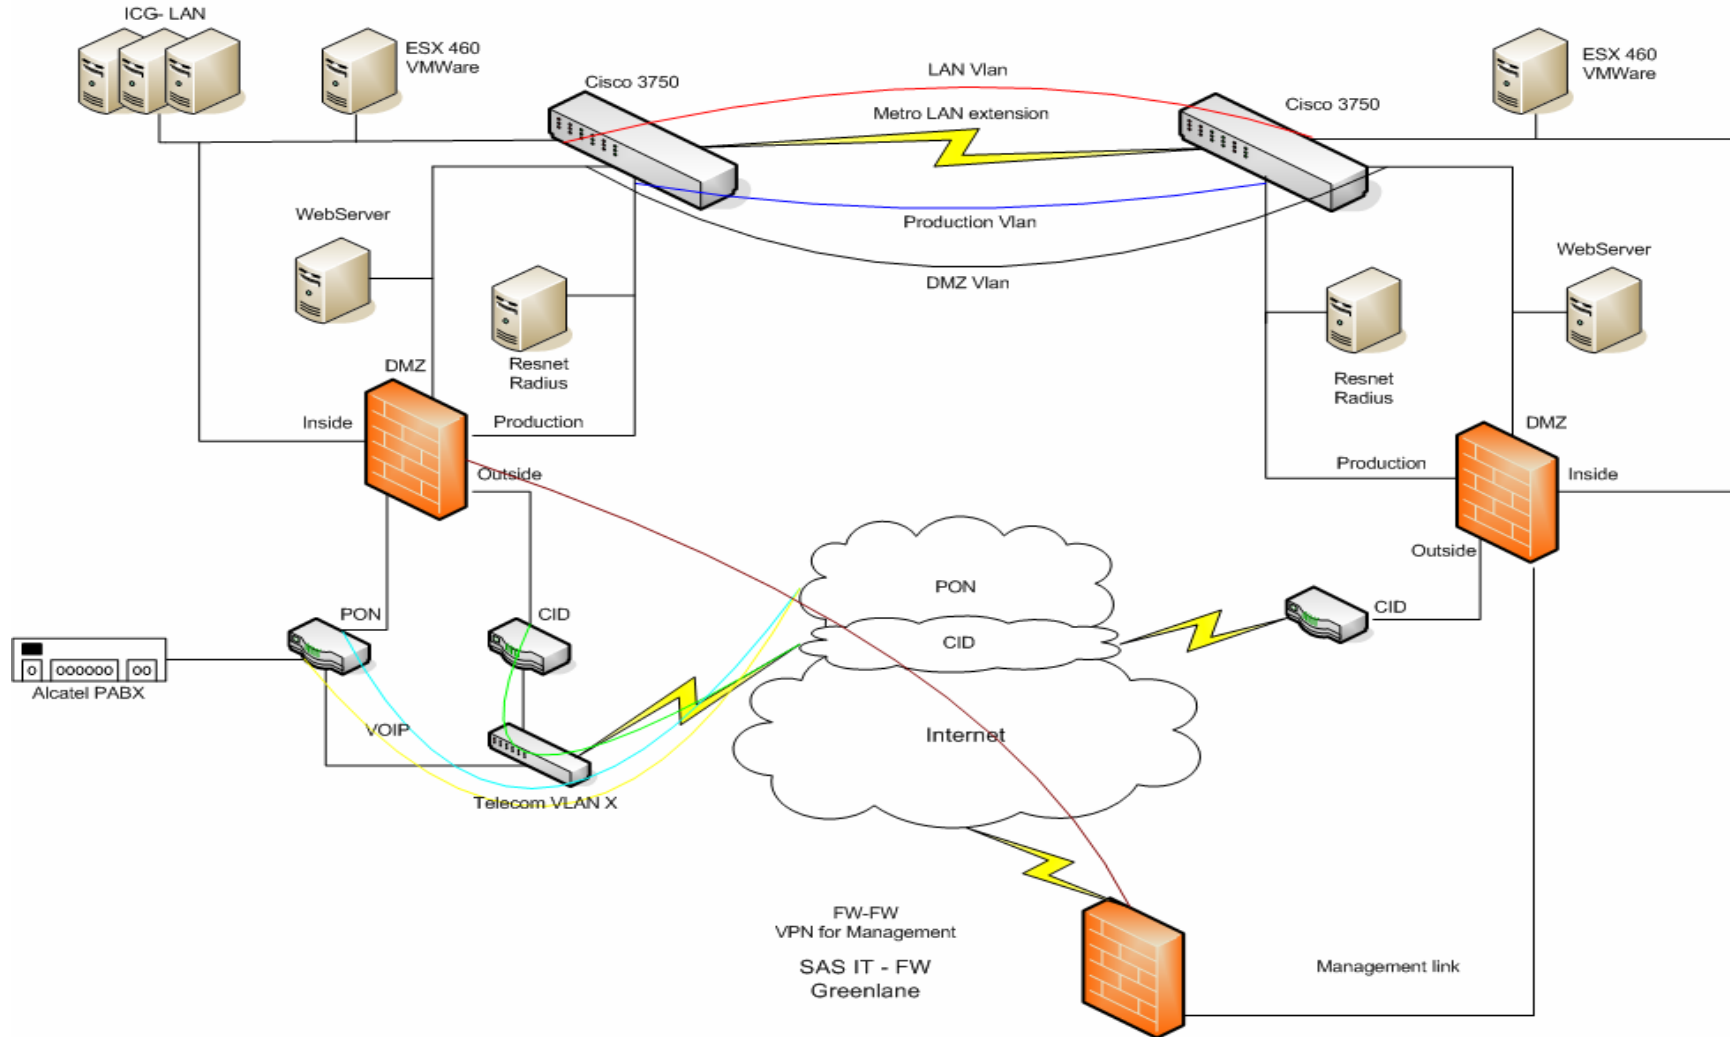 ICG- LAN
ESX 460
VMWare
Cisco 3750
LAN Vlan
Metro LAN extension
Cisco 3750
ESX 460
VMWare
WebServer
Production Vlan
DMZ Vlan
WebServer
Resnet
Radius
Resnet
Radius
DMZ
Inside
Production
Outside
DMZ
Production
Inside
Outside
PON
CID
PON
CID
CID
0 000000 00
Alcatel PABX
VOIP
Internet
Telecom VLAN X
FW-FW
VPN for Management
SAS IT - FW
Greenlane
Management link